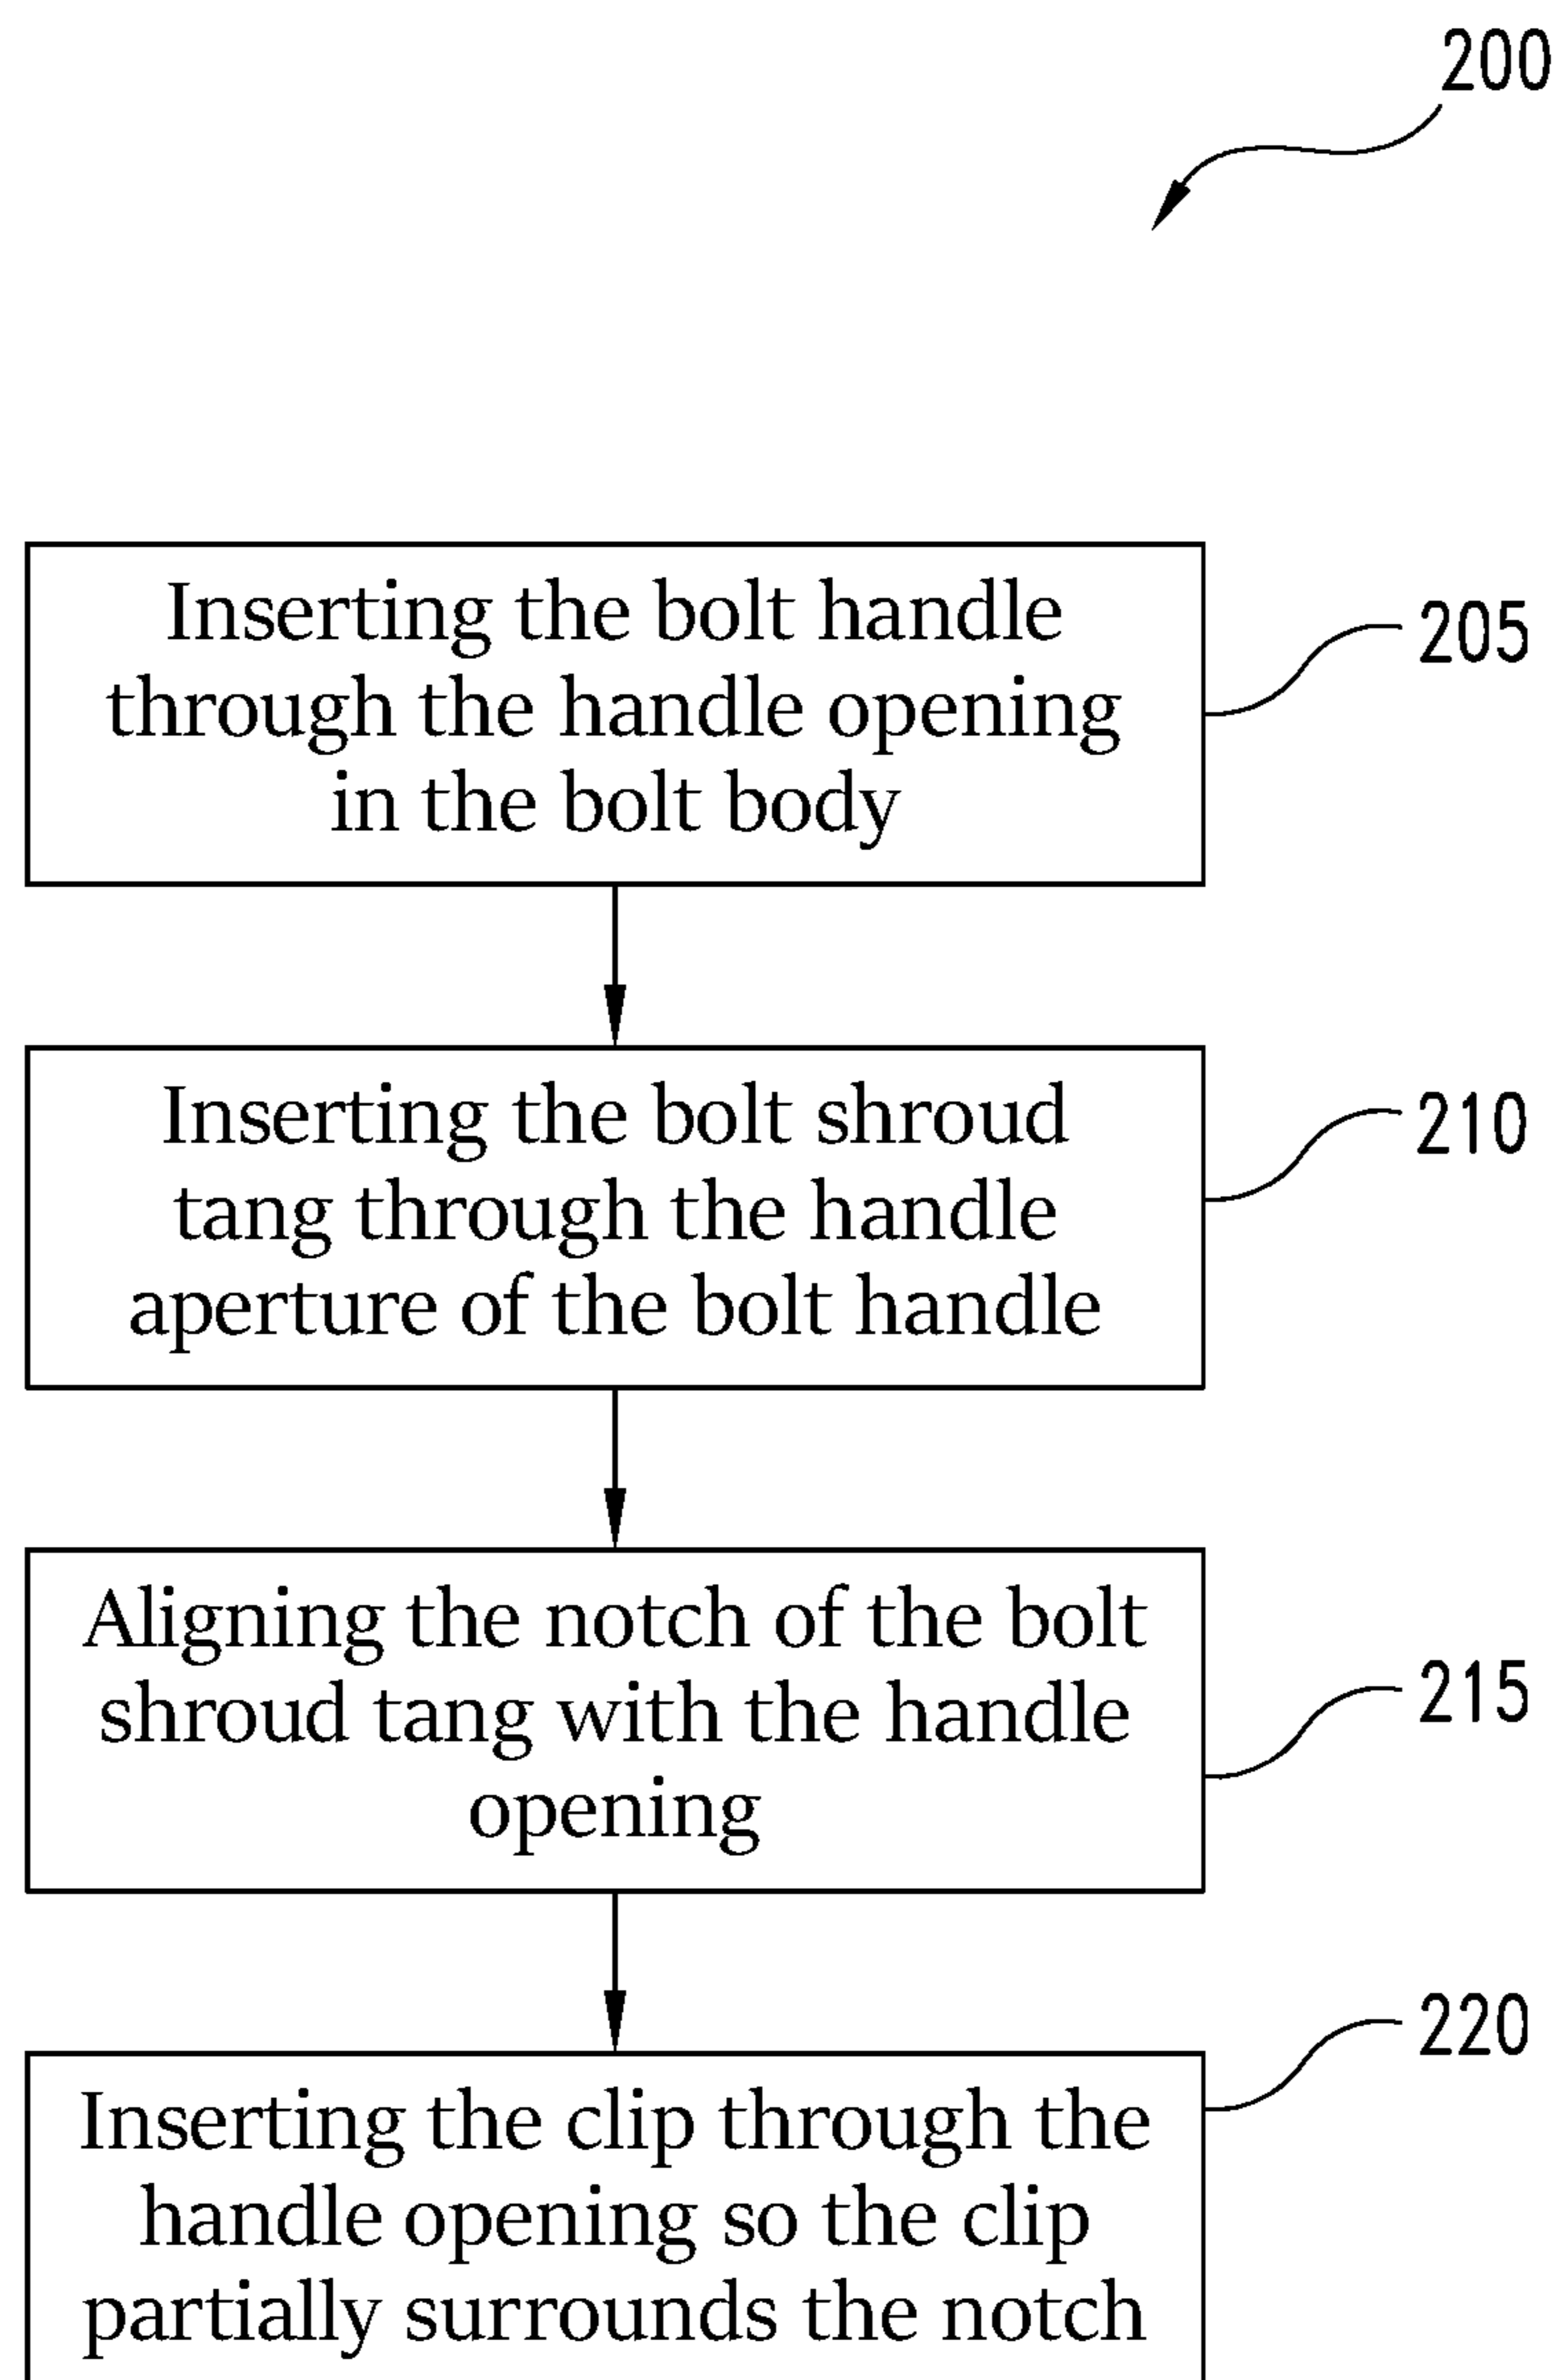 200
Inserting the bolt handle
through the handle opening
in the bolt body
205
Inserting the bolt shroud
tang through the handle
aperture of the bolt handle
210
Aligning the notch of the bolt
shroud tang with the handle
opening
215
220
Inserting the clip through the
handle opening so the clip
partially surrounds the notch